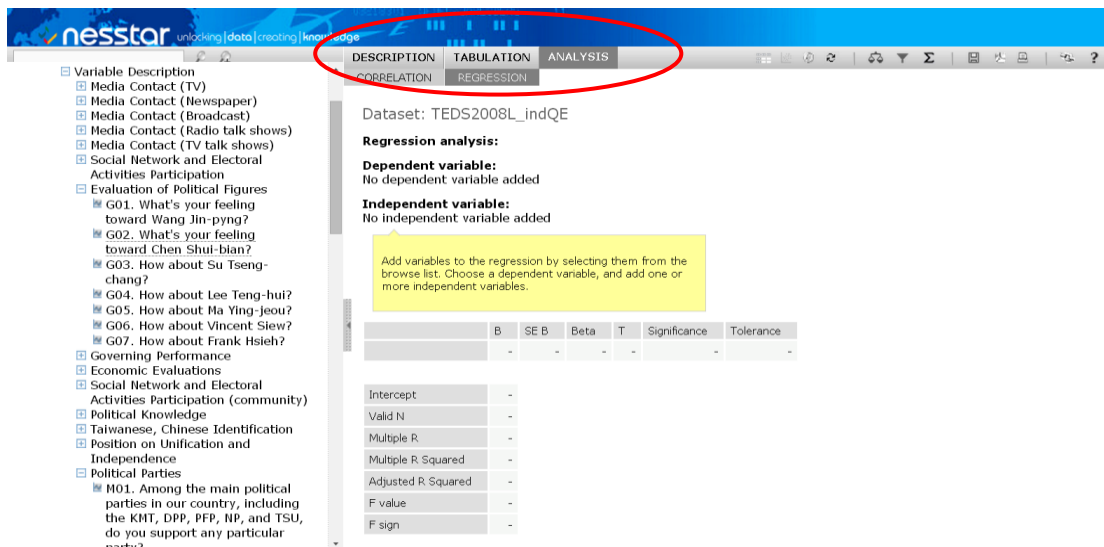 nesstar unlocking|data|creating|knowledge
DESCRIPTION TABULATION ANALYSIS
CORRELATION REGRESSION
?
Variable Description
Media Contact (TV)
Media Contact (Newspaper)
Media Contact (Broadcast)
Media Contact (Radio talk shows)
Media Contact (TV talk shows)
Social Network and Electoral
Activities Participation
Evaluation of Political Figures
G01. What's your feeling
toward Wang Jin-pyng?
G02. What's your feeling
toward Chen Shui-bian?
G03. How about Su Tseng-
chang?
G04. How about Lee Teng-hui?
G05. How about Ma Ying-jeou?
G06. How about Vincent Siew?
G07. How about Frank Hsieh?
Governing Performance
Economic Evaluations
Social Network and Electoral
Activities Participation (community)
Political Knowledge
Taiwanese, Chinese Identification
Position on Unification and
Independence
Political Parties
M01. Among the main political
parties in our country, including
the KMT, DPP, PFP, NP, and TSU,
do you support any particular
party?
Dataset: TEDS2008L_indQE
Regression analysis:
Dependent variable:
No dependent variable added
Independent variable:
No independent variable added
Add variables to the regression by selecting them from the
browse list. Choose a dependent variable, and add one or
more independent variables.
B SE B Beta T Significance Tolerance
- - - - - -
Intercept -
Valid N -
Multiple R -
Multiple R Squared -
Adjusted R Squared -
F value -
F sign -